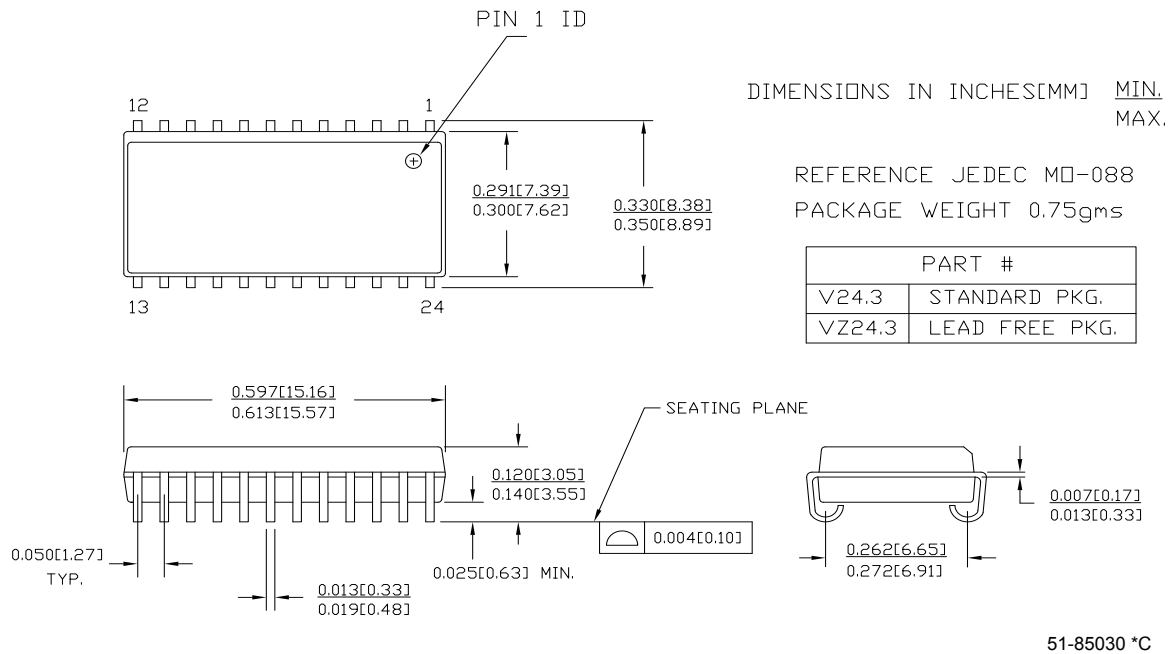 PIN 1 ID
DIMENSIONS IN INCHES[MM] MIN.
MAX.
REFERENCE JEDEC MO-088
PACKAGE WEIGHT 0.75gms
PART #
V24.3 STANDARD PKG.
VZ24.3 LEAD FREE PKG.
12 1
0.291[7.39]
0.300[7.62]
0.330[8.38]
0.350[8.89]
13 24
0.597[15.16]
0.613[15.57]
SEATING PLANE
0.120[3.05]
0.140[3.55]
0.004[0.10]
0.007[0.17]
0.013[0.33]
0.050[1.27]
TYP.
0.025[0.63] MIN.
0.013[0.33]
0.019[0.48]
0.262[6.65]
0.272[6.91]
51-85030 *C